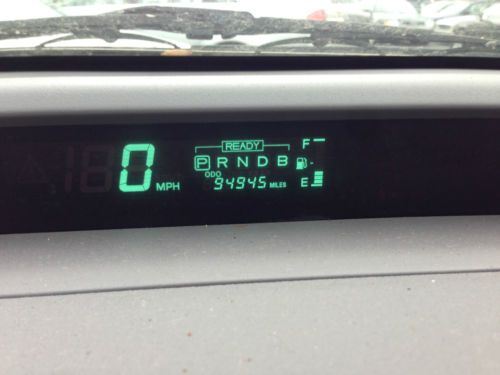 READY
F
0 MPH
P R N D B
ODO
94945 MILES
E